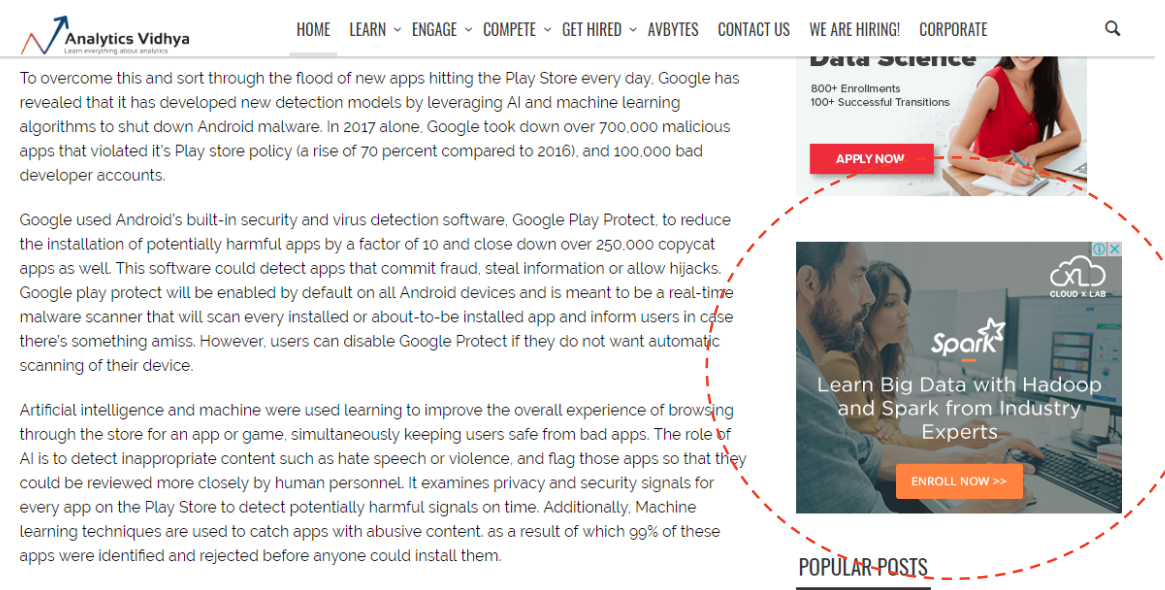 Analytics Vidhya
Learn everything about analytics
HOME LEARN ENGAGE COMPETE GET HIRED AVBYTES CONTACT US WE ARE HIRING! CORPORATE
To overcome this and sort through the flood of new apps hitting the Play Store every day, Google has
revealed that it has developed new detection models by leveraging AI and machine learning
algorithms to shut down Android malware. In 2017 alone, Google took down over 700,000 malicious
apps that violated it's Play store policy (a rise of 70 percent compared to 2016), and 100,000 bad
developer accounts.
Google used Android's built-in security and virus detection software, Google Play Protect, to reduce
the installation of potentially harmful apps by a factor of 10 and close down over 250,000 copycat
apps as well. This software could detect apps that commit fraud, steal information or allow hijacks.
Google play protect will be enabled by default on all Android devices and is meant to be a real-time
malware scanner that will scan every installed or about-to-be installed app and inform users in case
there's something amiss. However, users can disable Google Protect if they do not want automatic
scanning of their device.
Artificial intelligence and machine were used learning to improve the overall experience of browsing
through the store for an app or game, simultaneously keeping users safe from bad apps. The role of
AI is to detect inappropriate content such as hate speech or violence, and flag those apps so that they
could be reviewed more closely by human personnel. It examines privacy and security signals for
every app on the Play Store to detect potentially harmful signals on time. Additionally, Machine
learning techniques are used to catch apps with abusive content. as a result of which 99% of these
apps were identified and rejected before anyone could install them.
Data Science
800+ Enrollments
100+ Successful Transitions
APPLY NOW
CLOUD X LAB
Spark
Learn Big Data with Hadoop
and Spark from Industry
Experts
ENROLL NOW >>
POPULAR POSTS